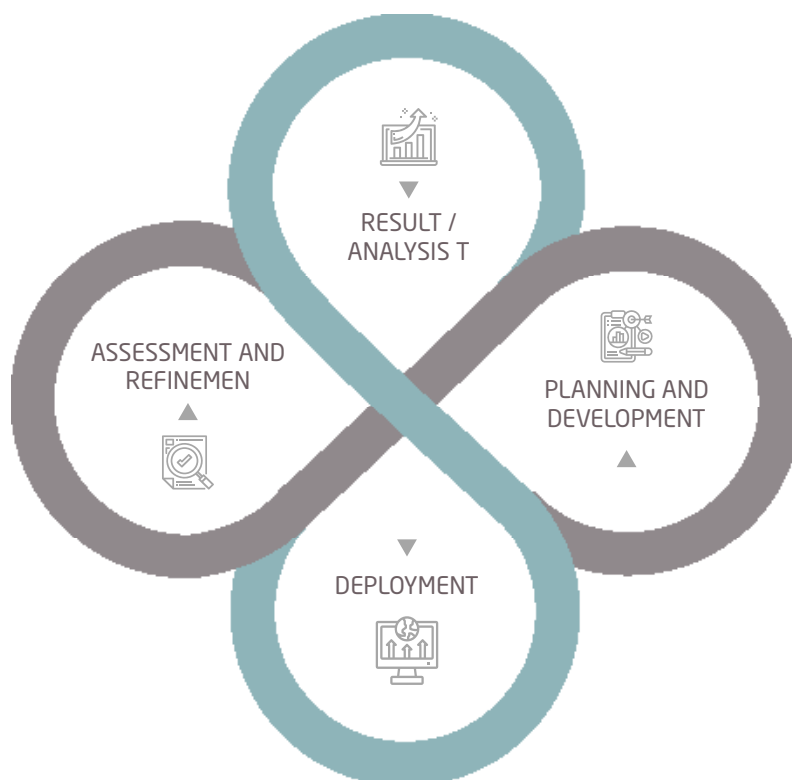 RESULT /
ANALYSIS T
ASSESSMENT AND
REFINEMEN
PLANNING AND
DEVELOPMENT
DEPLOYMENT